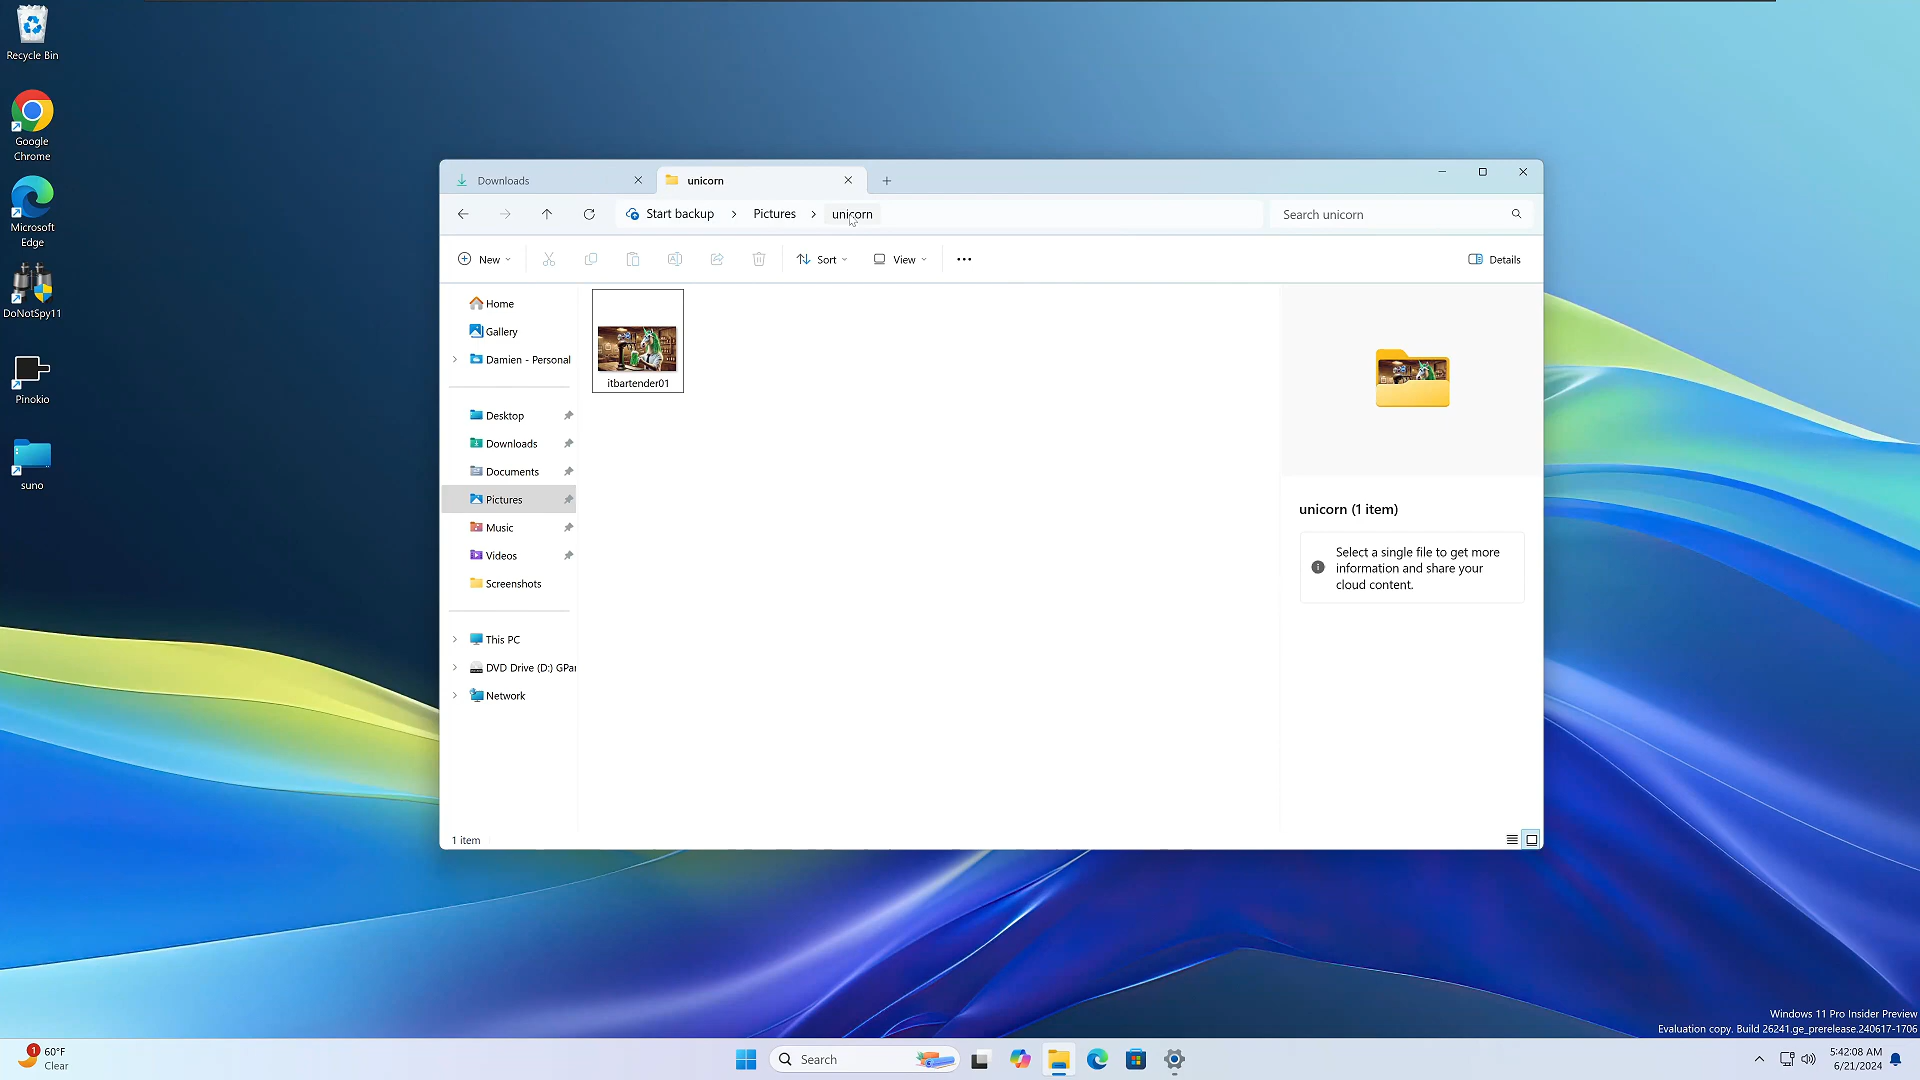 Recycle Bin
Google
Chrome
Microsoft
Edge
DoNotSpy11
Pinokio
suno
Downloads
unicorn
Start backup
Pictures
unicorn
Search unicorn
New
Sort
View
Details
Home
Gallery
Damien - Personal
Desktop
Downloads
Documents
Pictures
Music
Videos
Screenshots
This PC
DVD Drive (D:) GPar
Network
itbartender01
unicorn (1 item)
Select a single file to get more
information and share your
cloud content.
1 item
Windows 11 Pro Insider Preview
Evaluation copy. Build 26241.ge_prerelease.240617-1706
1
60°F
Clear
Search
5:42:08 AM
6/21/2024